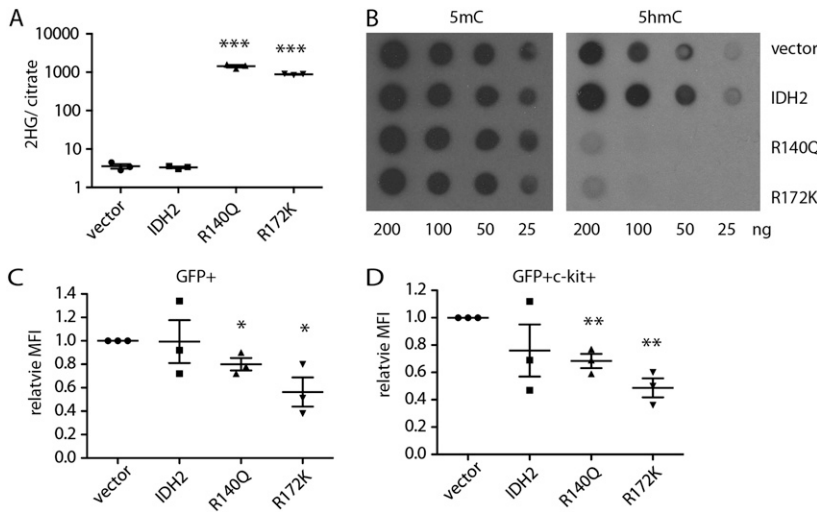 A
10000
1000
100
10
1
2HG/ citrate
***
***
vector
IDH2
R140Q
R172K
B
5mC
5hmC
vector
IDH2
R140Q
R172K
200 100 50 25
200 100 50 25 ng
C
GFP+
1.4
1.2
1.0
0.8
0.6
0.4
0.2
0.0
relatvie MFI
*
*
vector
IDH2
R140Q
R172K
D
GFP+c-kit+
1.2
1.0
0.8
0.6
0.4
0.2
0.0
relatvie MFI
**
**
vector
IDH2
R140Q
R172K